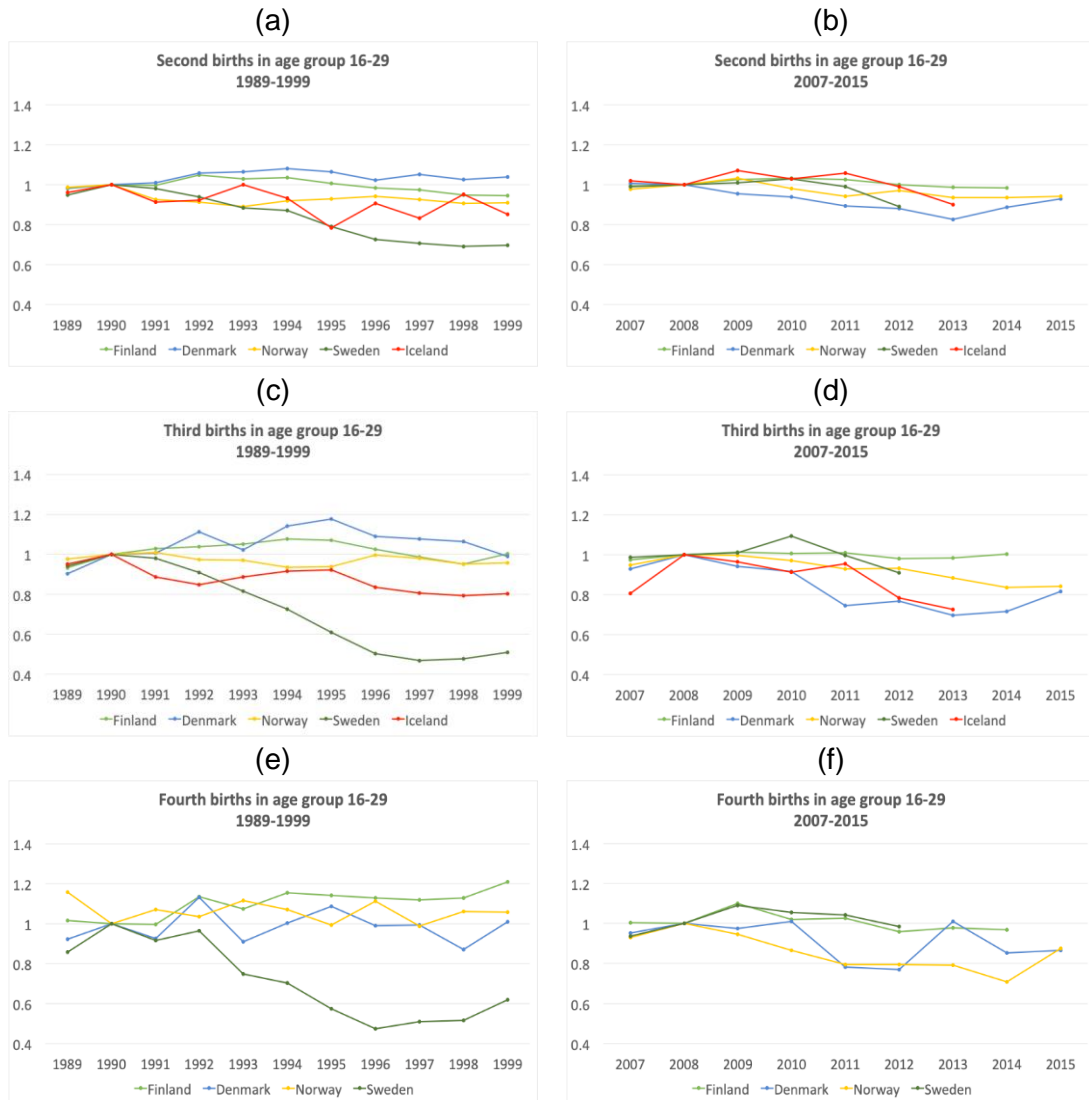 (a)
Second births in age group 16-29
1989-1999
1.4
1.2
1
0.8
0.6
0.4
1989 1990 1991 1992 1993 1994 1995 1996 1997 1998 1999
Finland Denmark Norway Sweden Iceland
(b)
Second births in age group 16-29
2007-2015
1.4
1.2
1
0.8
0.6
0.4
2007 2008 2009 2010 2011 2012 2013 2014 2015
Finland Denmark Norway Sweden Iceland
(c)
Third births in age group 16-29
1989-1999
1.4
1.2
1
0.8
0.6
0.4
1989 1990 1991 1992 1993 1994 1995 1996 1997 1998 1999
Finland Denmark Norway Sweden Iceland
(d)
Third births in age group 16-29
2007-2015
1.4
1.2
1
0.8
0.6
0.4
2007 2008 2009 2010 2011 2012 2013 2014 2015
Finland Denmark Norway Sweden Iceland
(e)
Fourth births in age group 16-29
1989-1999
1.4
1.2
1
0.8
0.6
0.4
1989 1990 1991 1992 1993 1994 1995 1996 1997 1998 1999
Finland Denmark Norway Sweden
(f)
Fourth births in age group 16-29
2007-2015
1.4
1.2
1
0.8
0.6
0.4
2007 2008 2009 2010 2011 2012 2013 2014 2015
Finland Denmark Norway Sweden